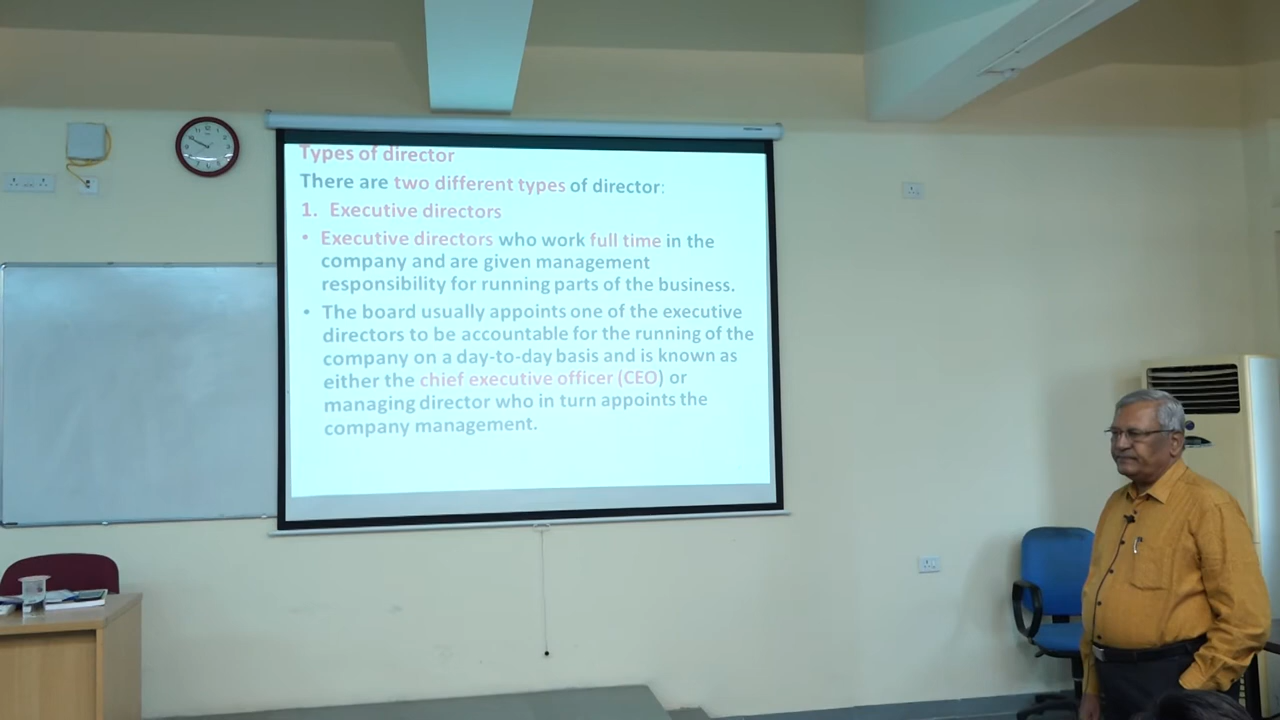 Types of director
There are two different types of director:
1. Executive directors
• Executive directors who work full time in the
company and are given management
responsibility for running parts of the business.
• The board usually appoints one of the executive
directors to be accountable for the running of the
company on a day-to-day basis and is known as
either the chief executive officer (CEO) or
managing director who in turn appoints the
company management.